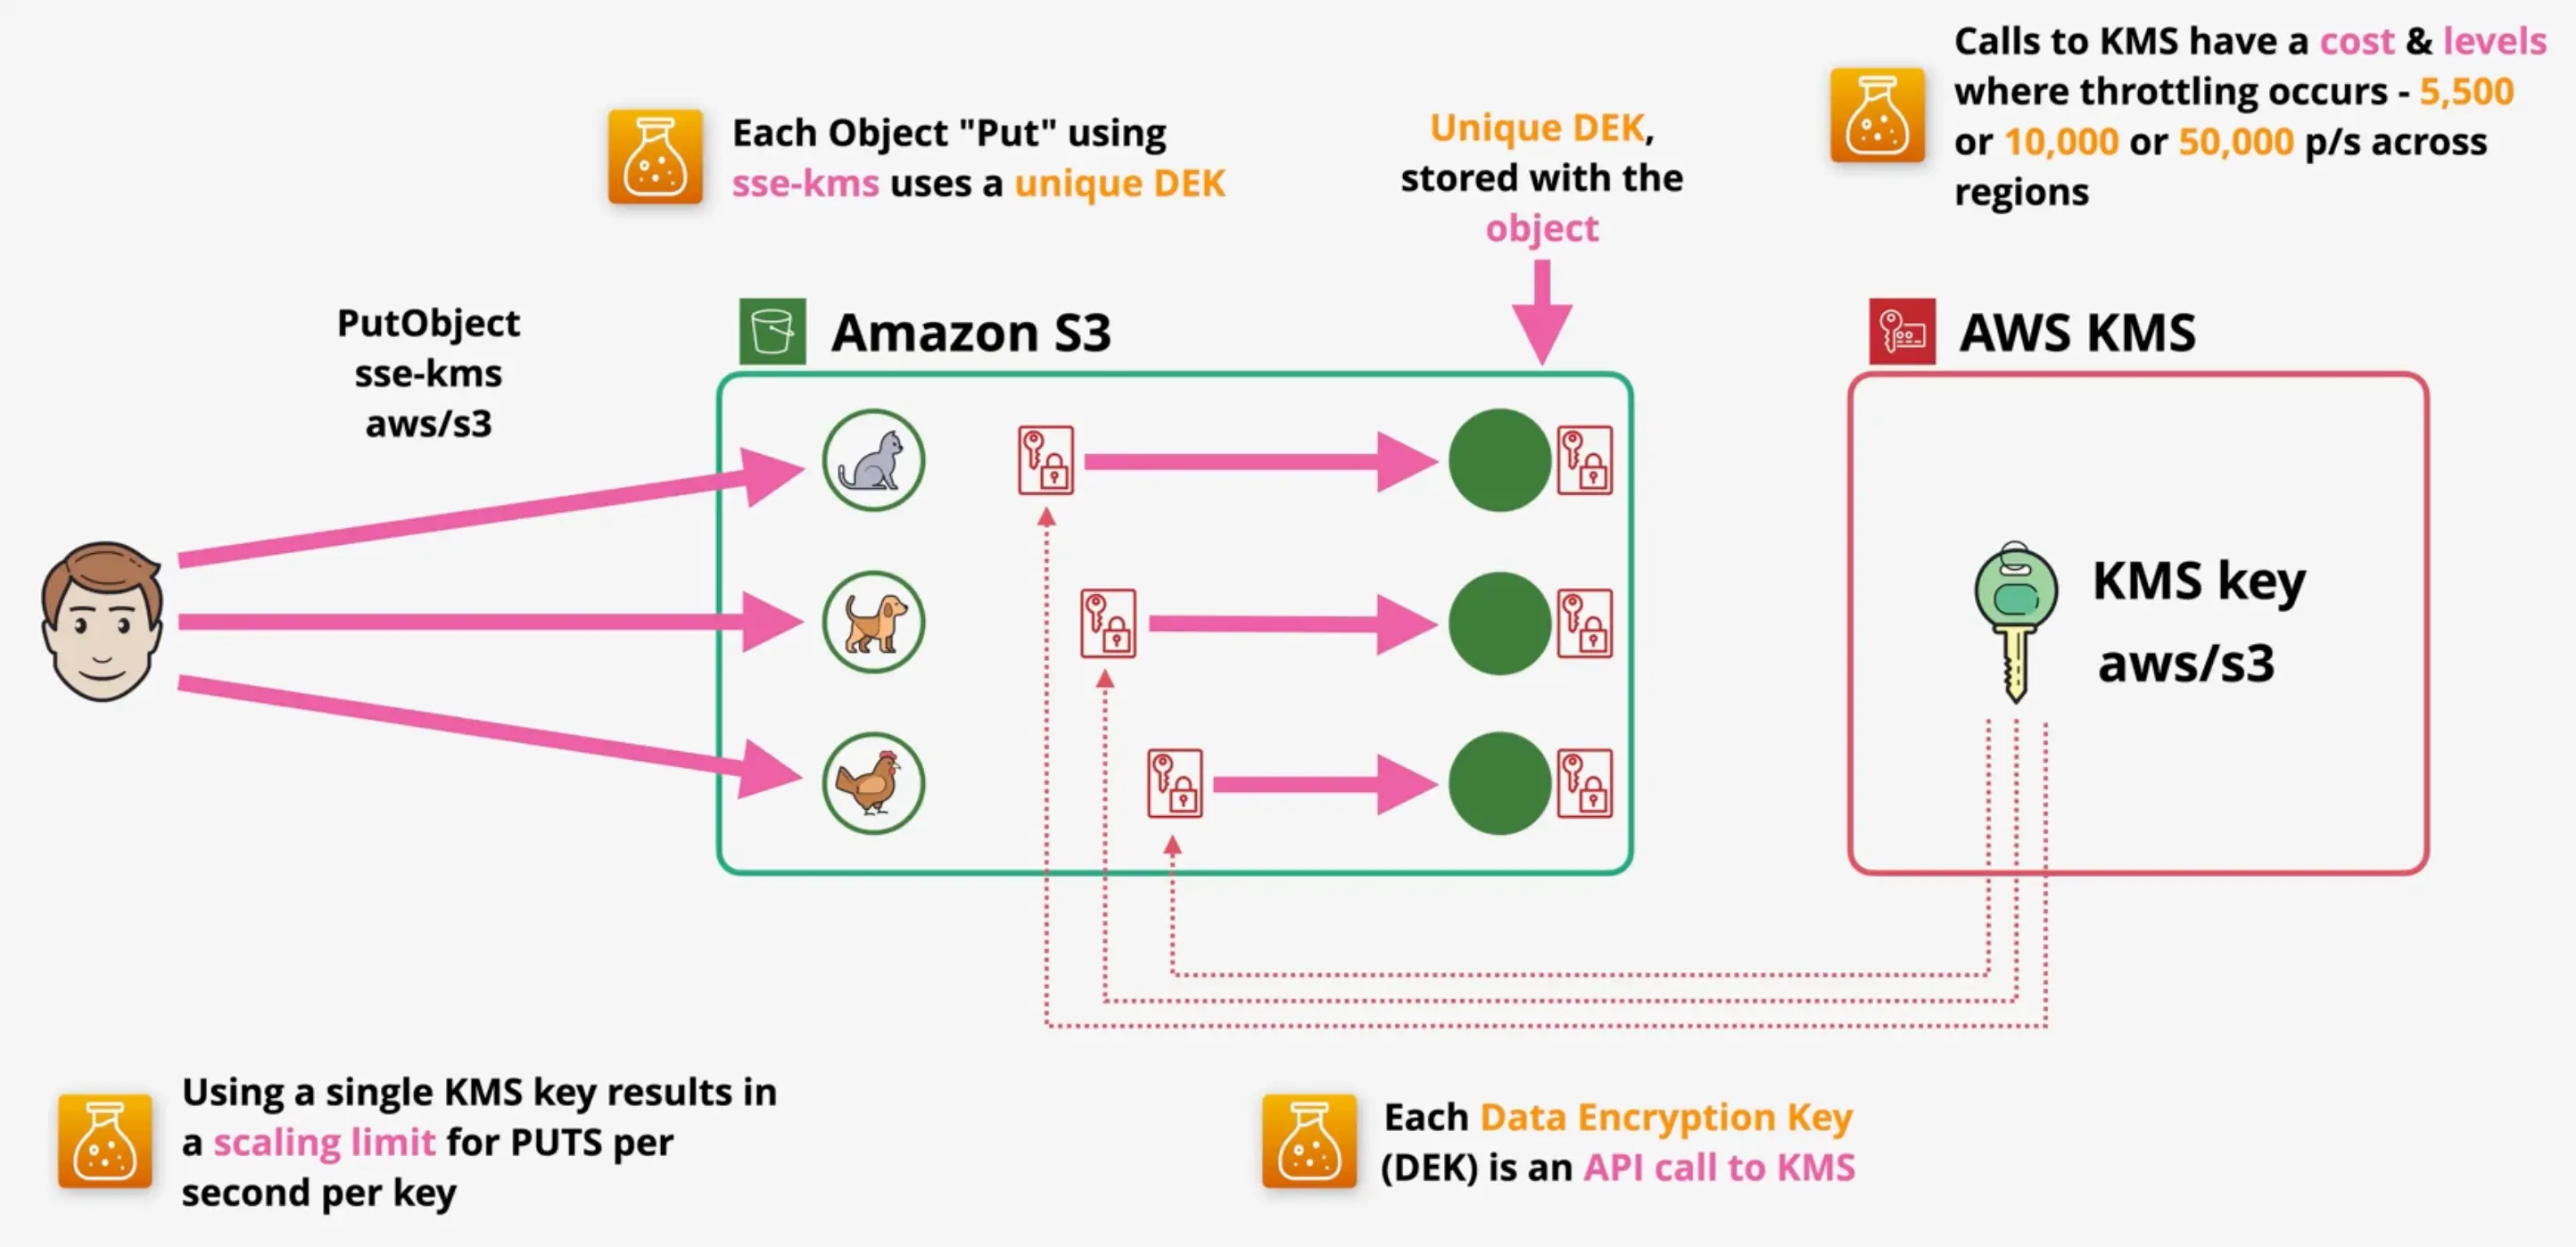 Calls to KMS have a cost & levels
where throttling occurs - 5,500
or 10,000 or 50,000 p/s across
regions
Each Object "Put" using
sse-kms uses a unique DEK
Unique DEK,
stored with the
object
PutObject
sse-kms
aws/s3
Amazon S3
AWS KMS
KMS key
aws/s3
Using a single KMS key results in
a scaling limit for PUTS per
second per key
Each Data Encryption Key
(DEK) is an API call to KMS